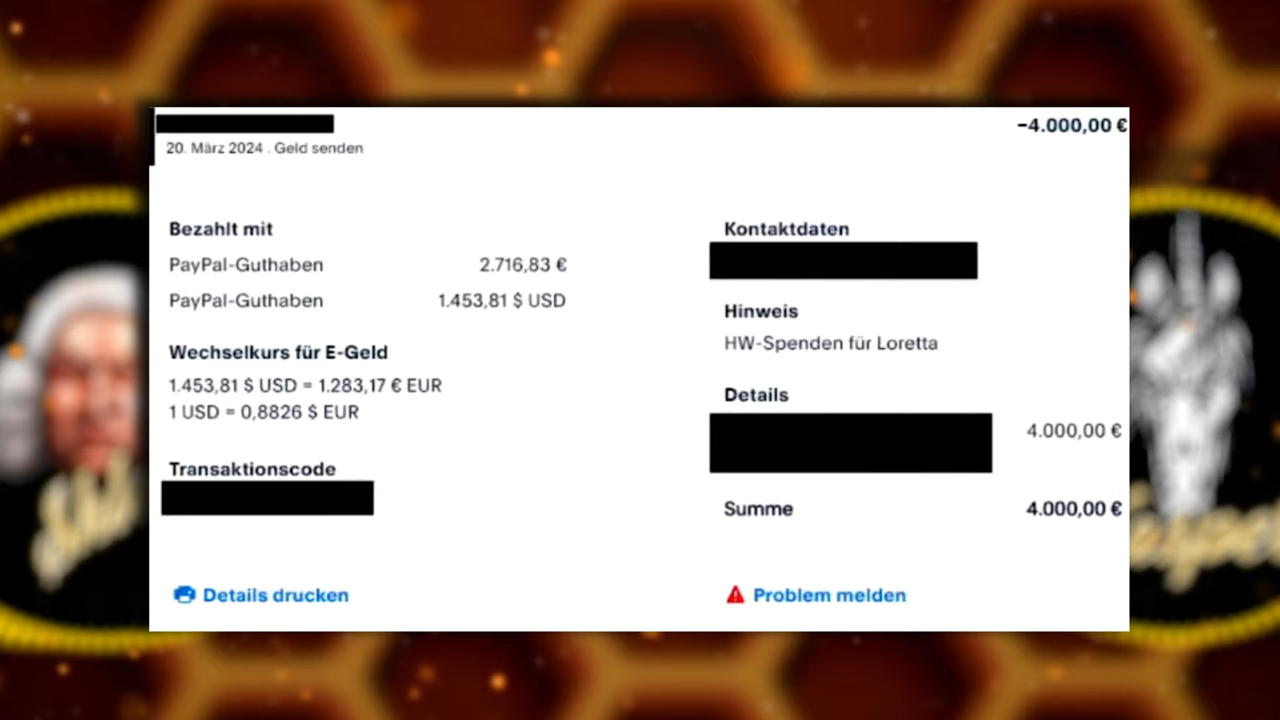 −4.000,00 €
20. März 2024 . Geld senden
Bezahlt mit
PayPal-Guthaben 2.716,83 €
PayPal-Guthaben 1.453,81 $ USD
Wechselkurs für E-Geld
1.453,81 $ USD = 1.283,17 € EUR
1 USD = 0,8826 $ EUR
Transaktionscode
Details drucken
Kontaktdaten
Hinweis
HW-Spenden für Loretta
Details
4.000,00 €
Summe 4.000,00 €
Problem melden